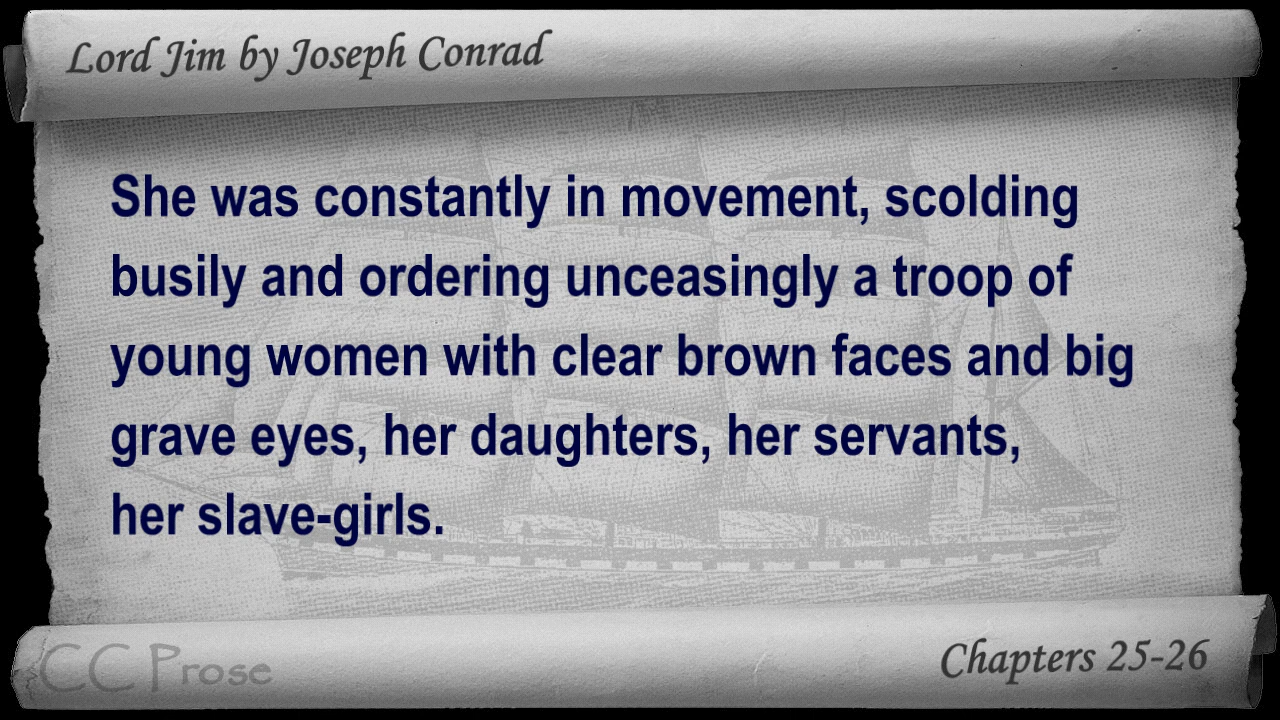 Lord Jim by Joseph Conrad
She was constantly in movement, scolding
busily and ordering unceasingly a troop of
young women with clear brown faces and big
grave eyes, her daughters, her servants,
her slave-girls.
CC Prose
Chapters 25-26